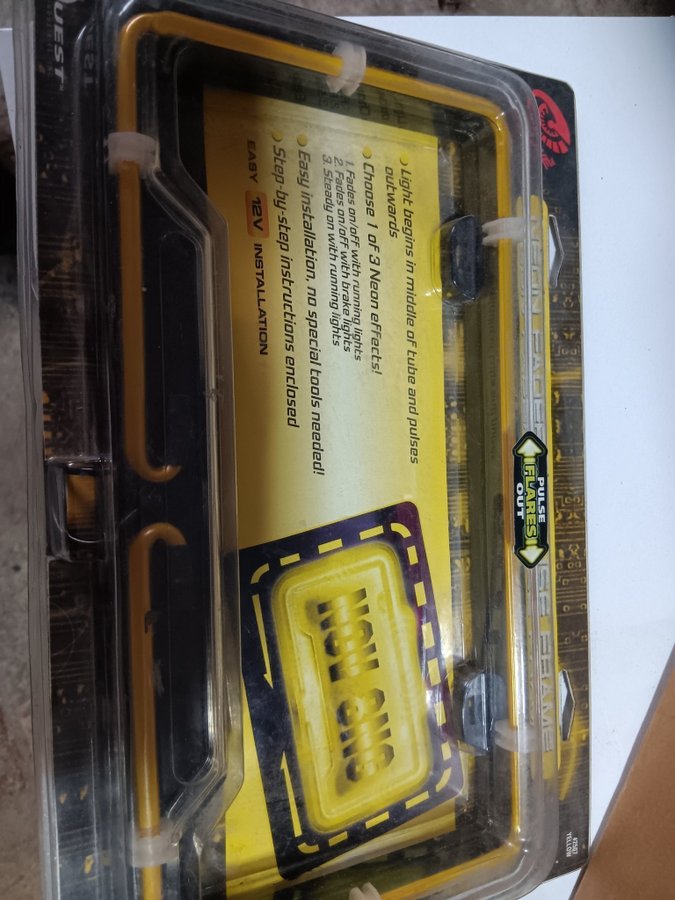 UEST
PULSE
FLARES
OUT
Light begins in middle of tube and pulses
outwards
Choose 1 of 3 Neon effects!
1. Fades on/off with running lights
2. Fades on/off with brake lights
3. Steady on with running lights
Easy installation, no special tools needed!
Step-by-step instructions enclosed
EASY 12V INSTALLATION
YELLOW